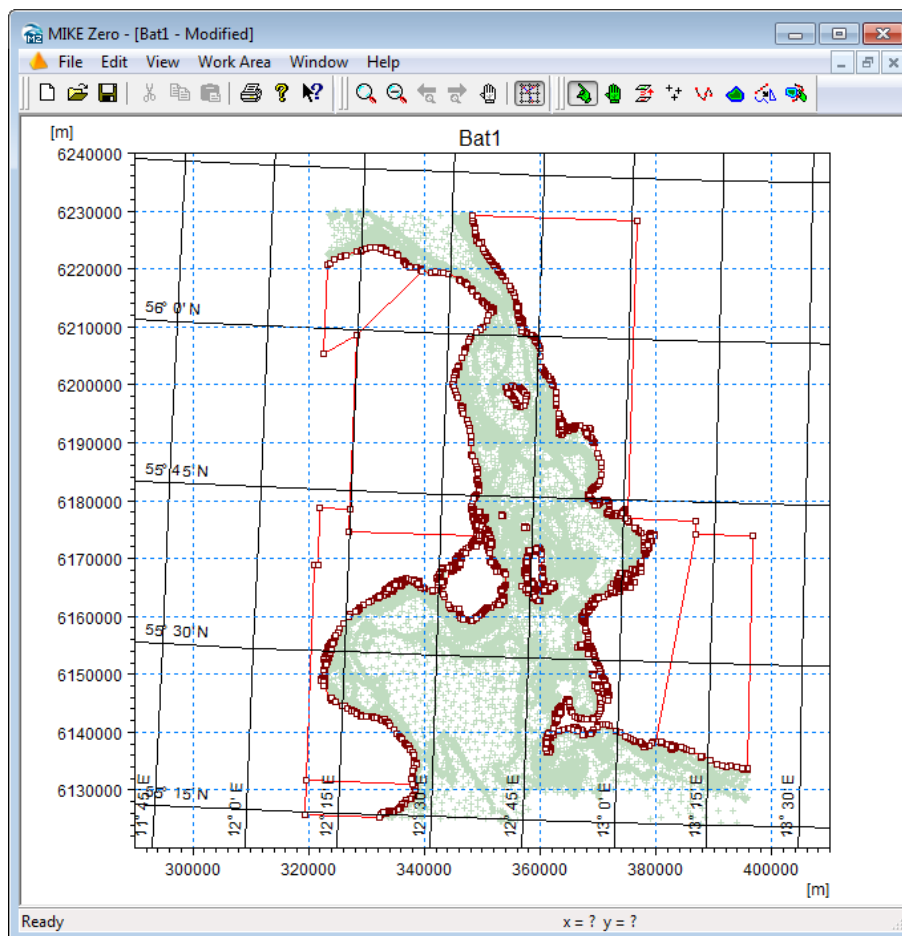 MIKE Zero - [Bat1 - Modified]
File Edit View Work Area Window Help
[m]
Bat1
6240000
6230000
6220000
6210000
6200000
6190000
6180000
6170000
6160000
6150000
6140000
6130000
56° 0' N
55° 45' N
55° 30' N
55° 15' N
11° 45' E
12° 0' E
12° 15' E
12° 30' E
12° 45' E
13° 0' E
13° 15' E
13° 30' E
300000 320000 340000 360000 380000 400000
[m]
Ready x = ? y = ?